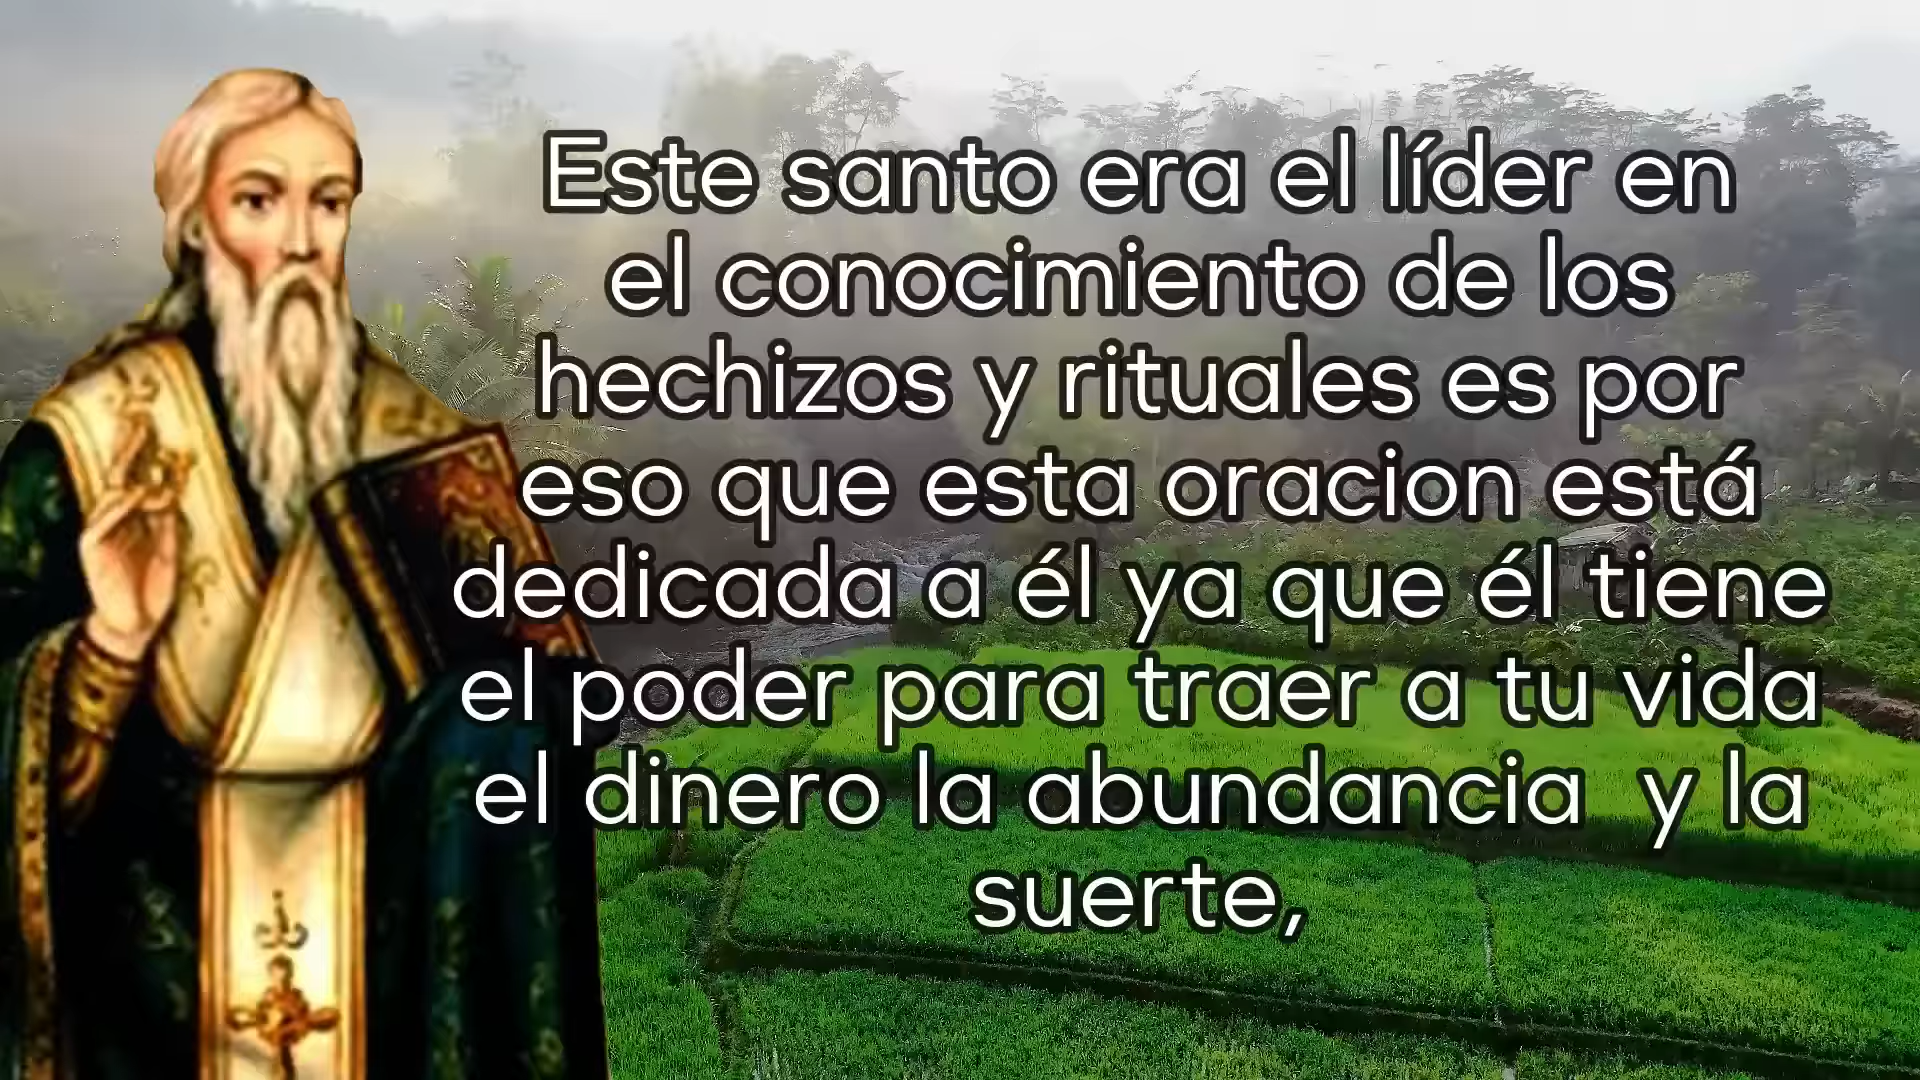 Este santo era el líder en
el conocimiento de los
hechizos y rituales es por
eso que esta oracion está
dedicada a él ya que él tiene
el poder para traer a tu vida
el dinero la abundancia  y la
suerte,